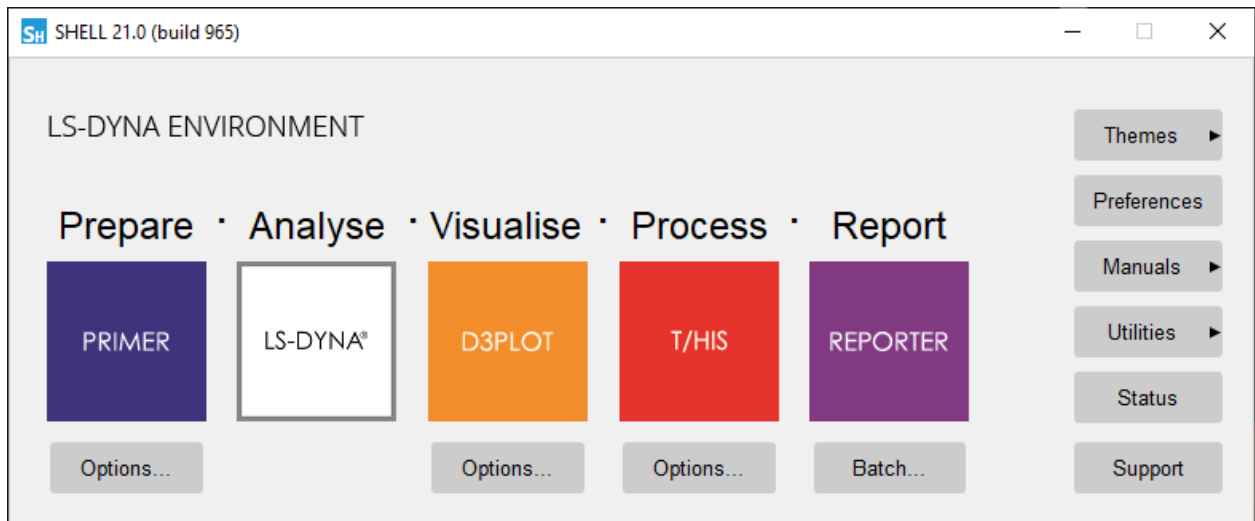 SH SHELL 21.0 (build 965)
LS-DYNA ENVIRONMENT
Prepare · Analyse · Visualise · Process · Report
PRIMER
LS-DYNA®
D3PLOT
T/HIS
REPORTER
Options...
Options...
Options...
Batch...
Themes
Preferences
Manuals
Utilities
Status
Support